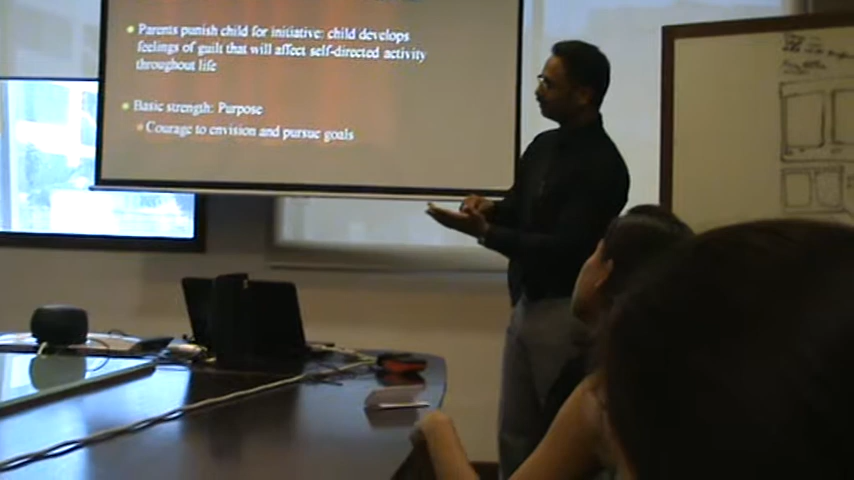 Parents punish child for initiative: child develops
feelings of guilt that will affect self-directed activity
throughout life
Basic strength: Purpose
Courage to envision and pursue goals